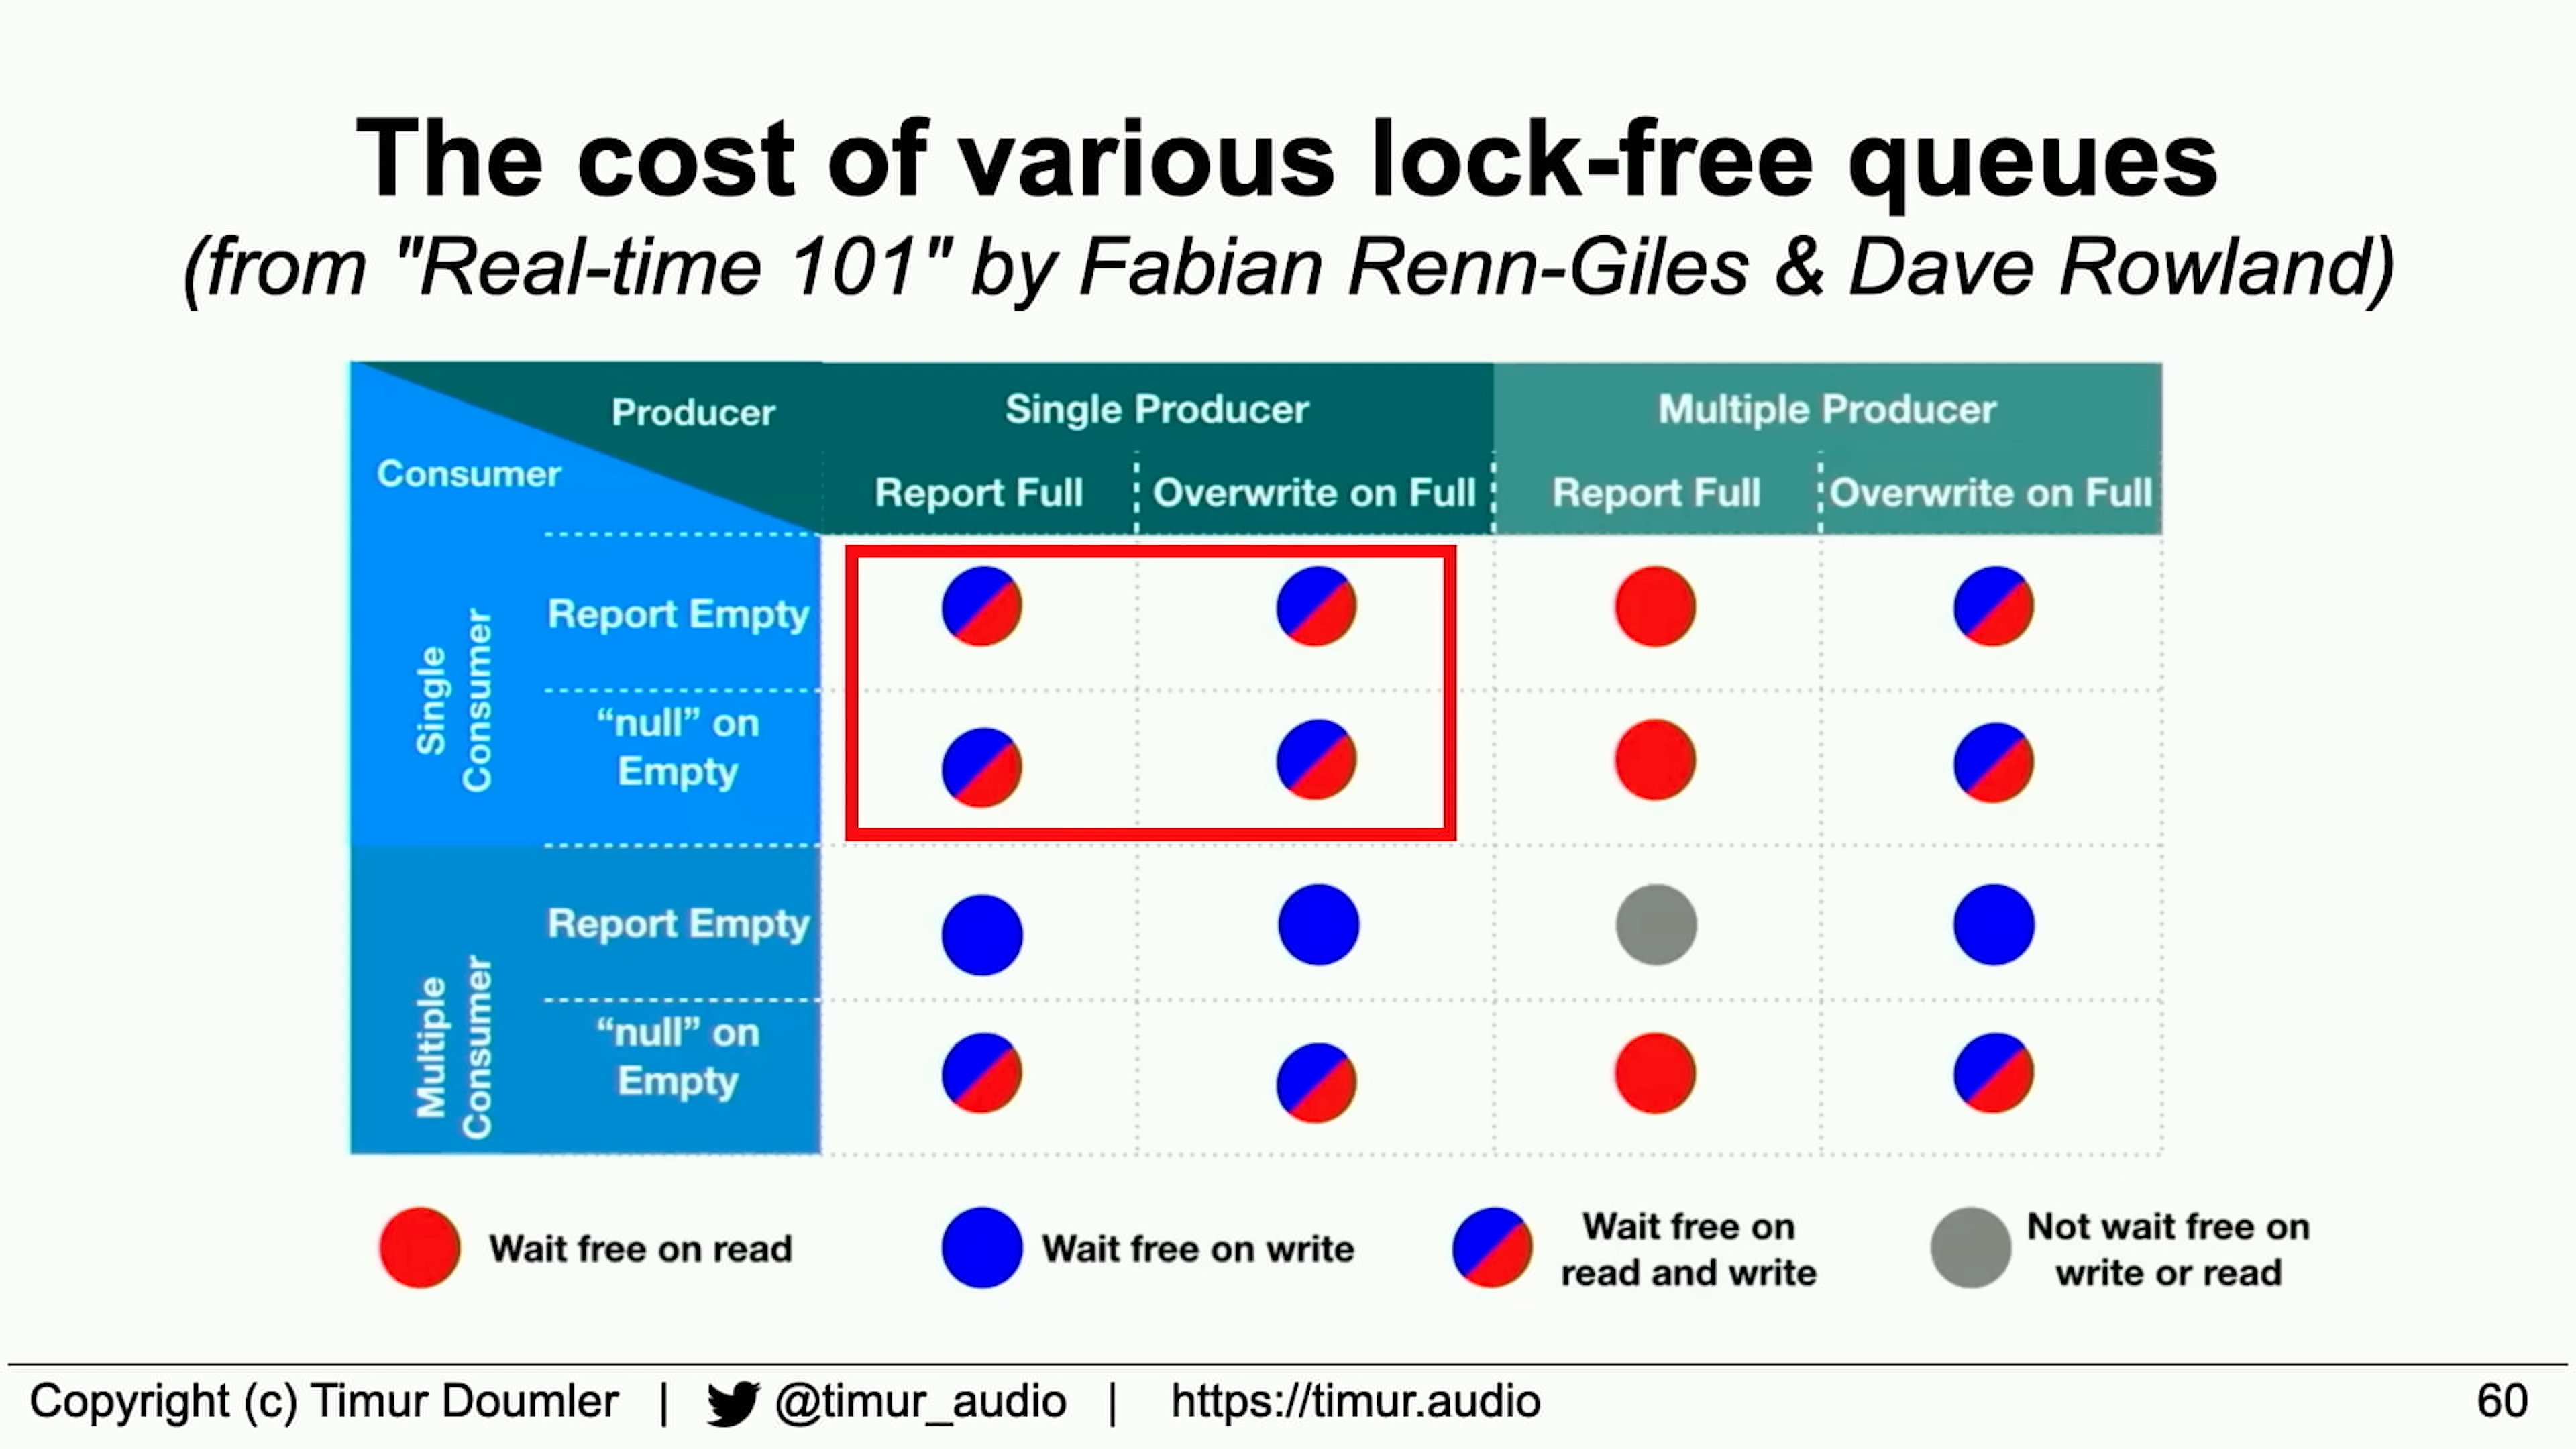 The cost of various lock-free queues
(from "Real-time 101" by Fabian Renn-Giles & Dave Rowland)
Producer
Consumer
Single Producer
Multiple Producer
Report Full
Overwrite on Full
Report Full
Overwrite on Full
Single
Consumer
Report Empty
“null” on
Empty
Multiple
Consumer
Report Empty
“null” on
Empty
Wait free on read
Wait free on write
Wait free on
read and write
Not wait free on
write or read
Copyright (c) Timur Doumler | @timur_audio | https://timur.audio
60